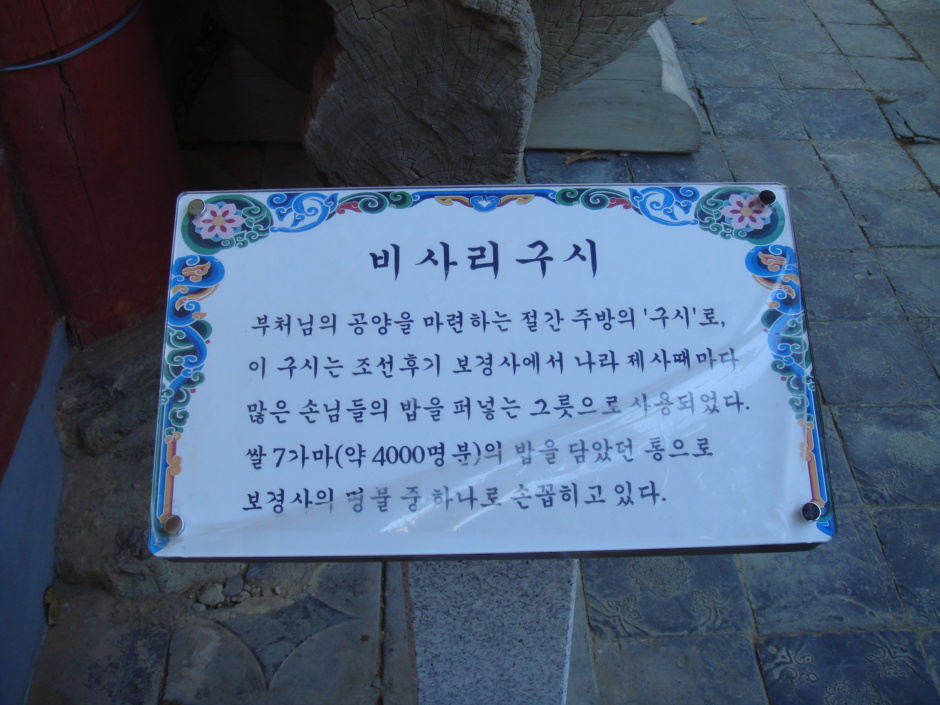 비사리구시
부처님의 공양을 마련하는 절간 주방의 '구시'로,
이 구시는 조선후기 보경사에서 나라 제사때마다
많은 손님들의 밥을 퍼넣는 그릇으로 사용되었다.
쌀 7가마(약 4000명분)의 밥을 담았던 통으로
보경사의 명물 중 하나로 손꼽히고 있다.